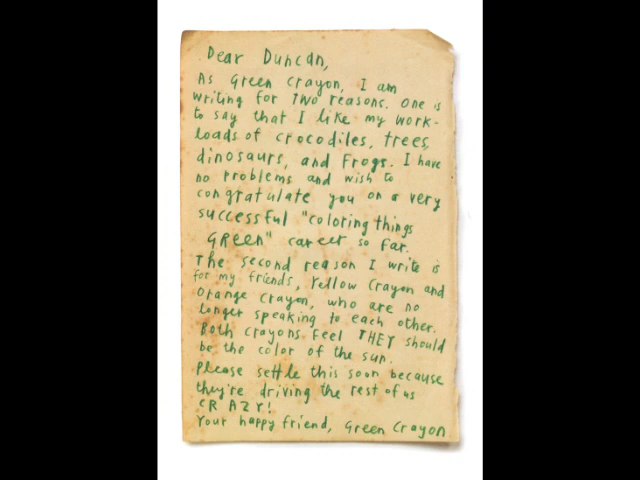 Dear Duncan,
As Green Crayon, I am
writing for TWO reasons. One is
to say that I like my work-
loads of crocodiles, trees,
dinosaurs, and frogs. I have
no problems and wish to
congratulate you on a very
successful "coloring things
GREEN" career so far.
The second reason I write is
for my friends, Yellow Crayon and
Orange Crayon, who are no
longer speaking to each other.
Both crayons feel THEY should
be the color of the sun.
Please settle this soon because
they're driving the rest of us
CRAZY!
Your happy friend, Green Crayon